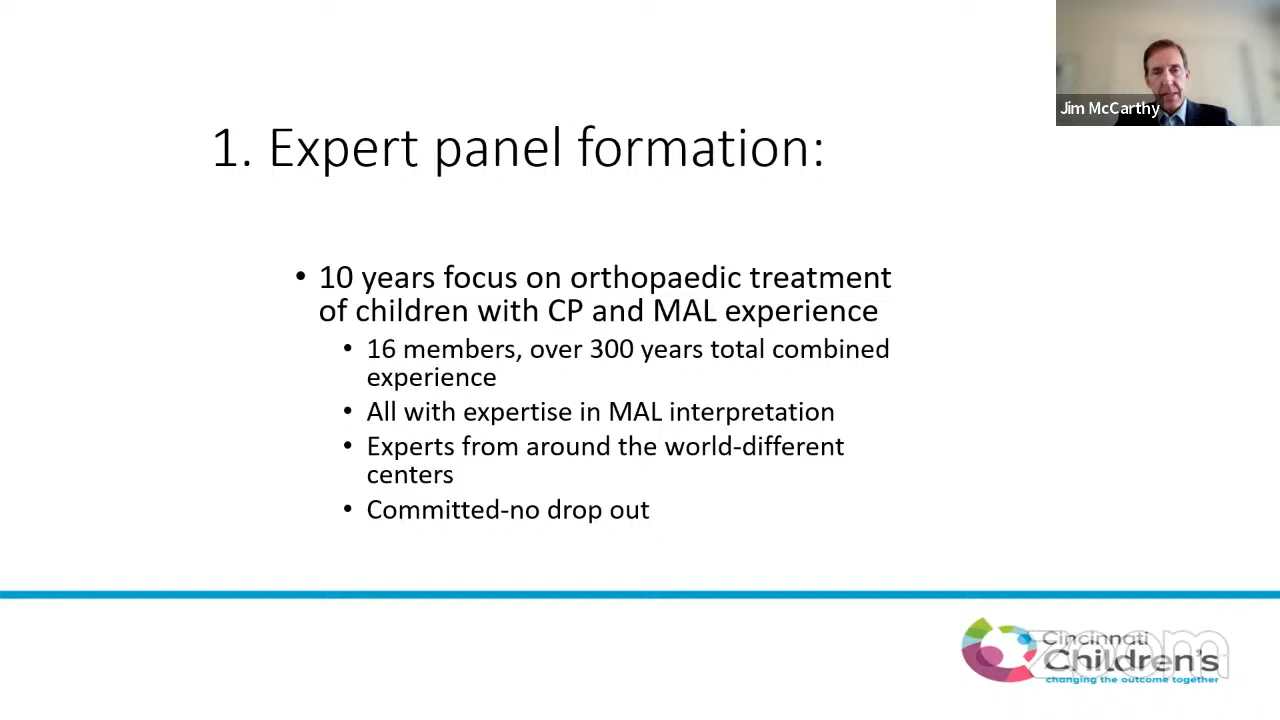 Jim McCarthy
1. Expert panel formation:
• 10 years focus on orthopaedic treatment
of children with CP and MAL experience
• 16 members, over 300 years total combined
experience
• All with expertise in MAL interpretation
• Experts from around the world-different
centers
• Committed-no drop out
zoom
Cincinnati
Children's
changing the outcome together